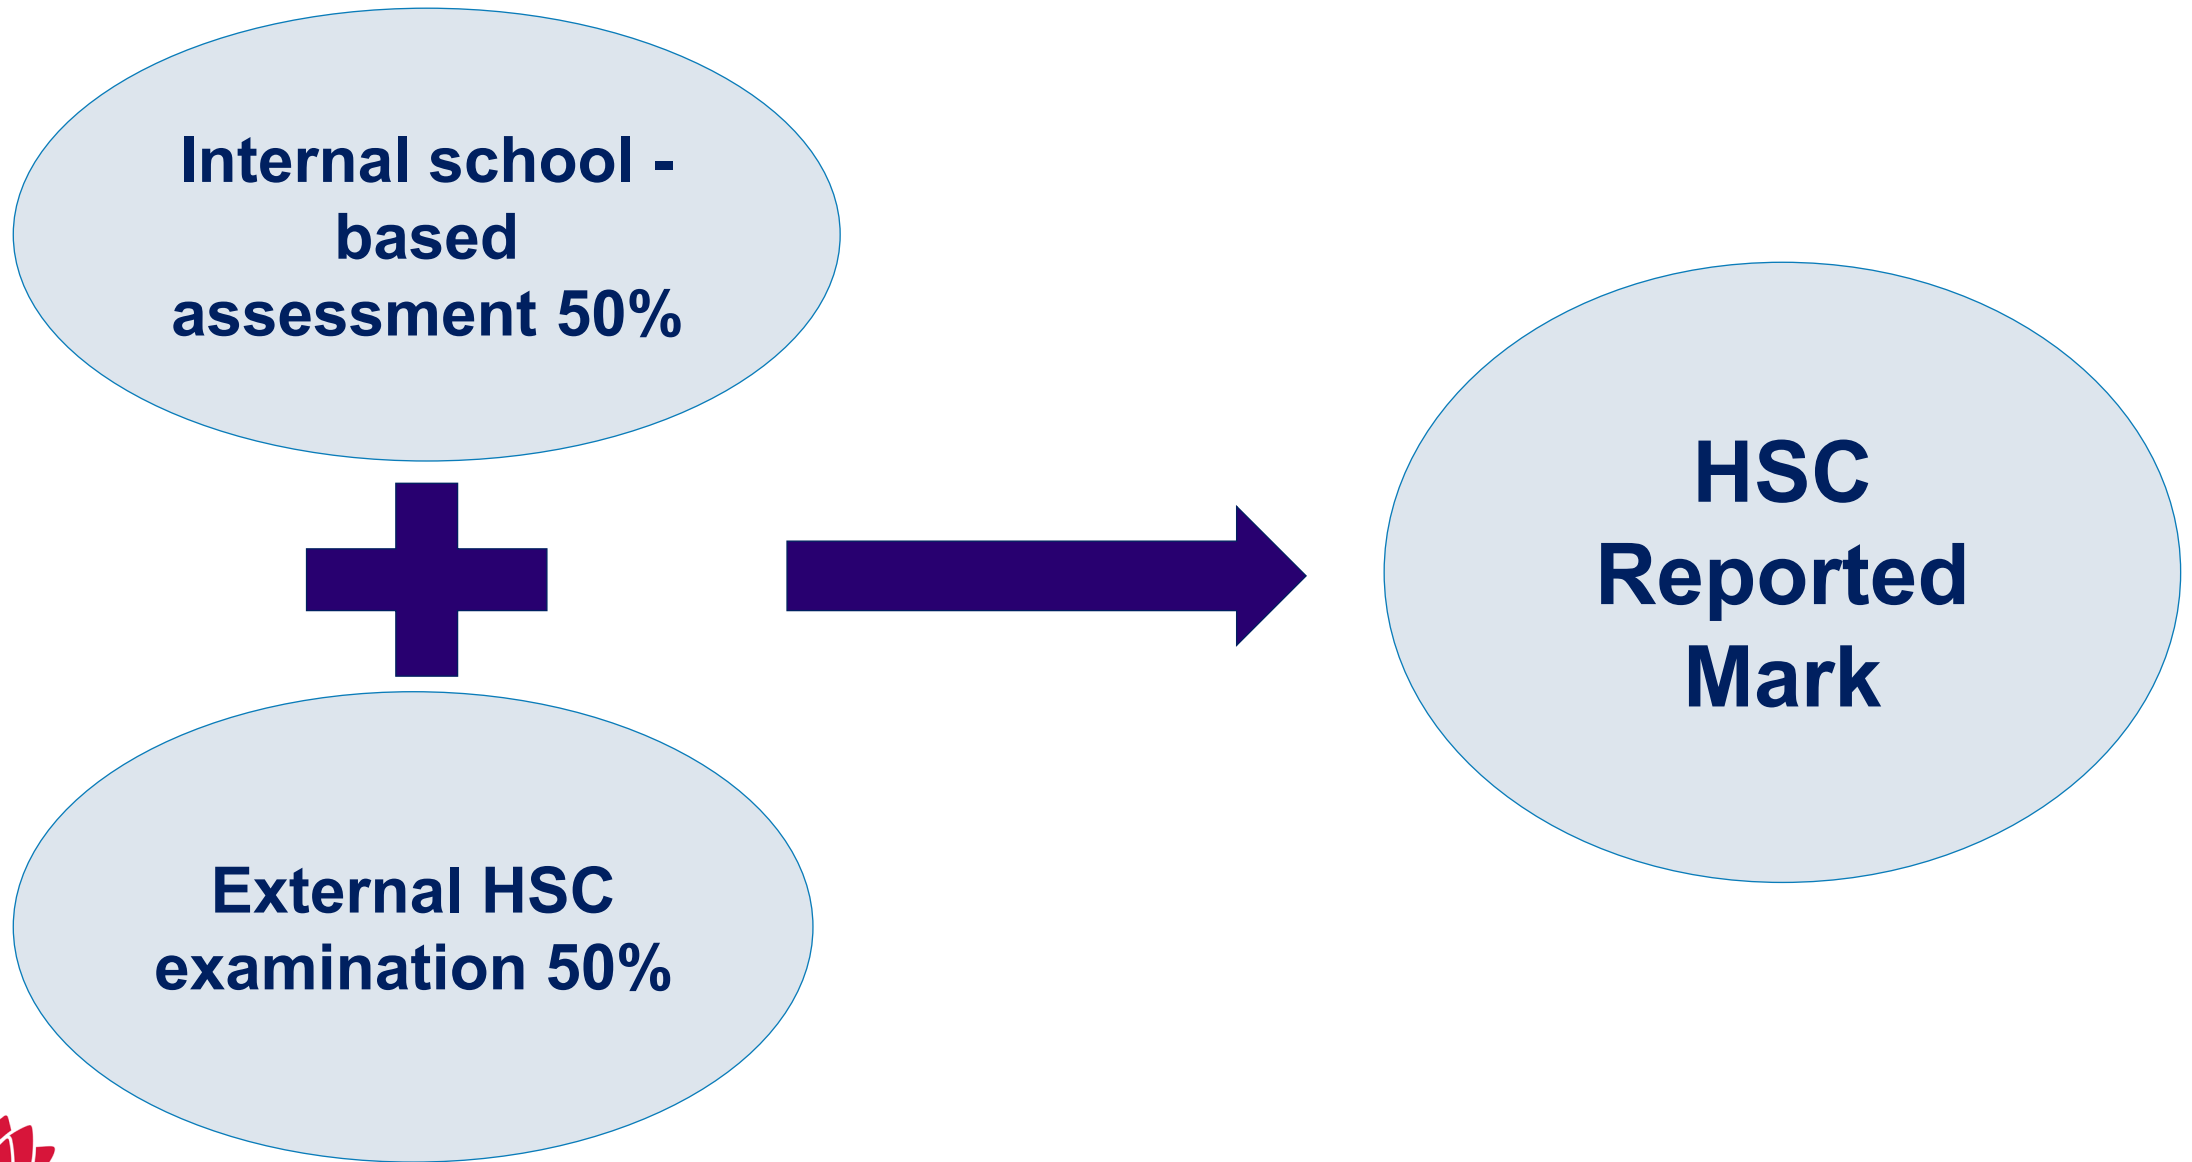 Internal school -
based
assessment 50%
External HSC
examination 50%
HSC
Reported
Mark